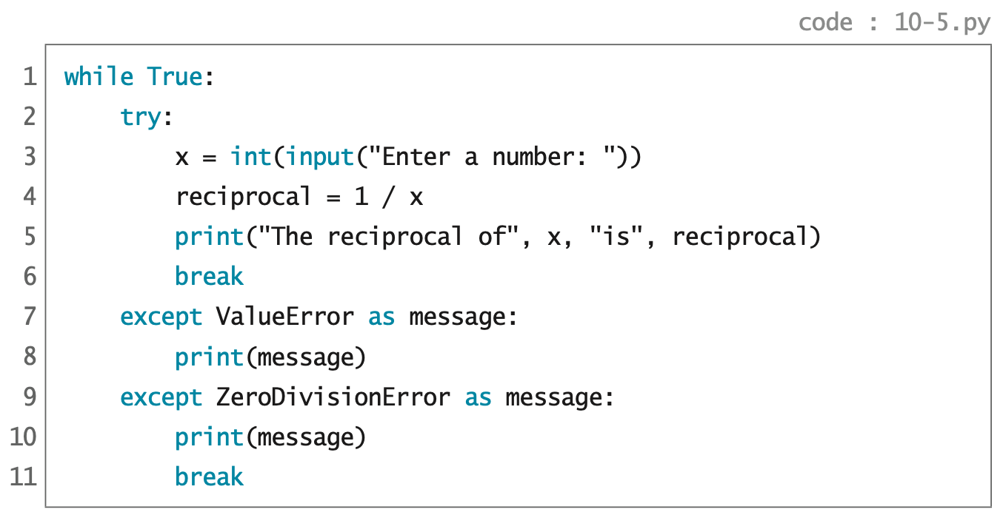 code : 10-5.py
1 while True:
2     try:
3         x = int(input("Enter a number: "))
4         reciprocal = 1 / x
5         print("The reciprocal of", x, "is", reciprocal)
6         break
7     except ValueError as message:
8         print(message)
9     except ZeroDivisionError as message:
10         print(message)
11         break